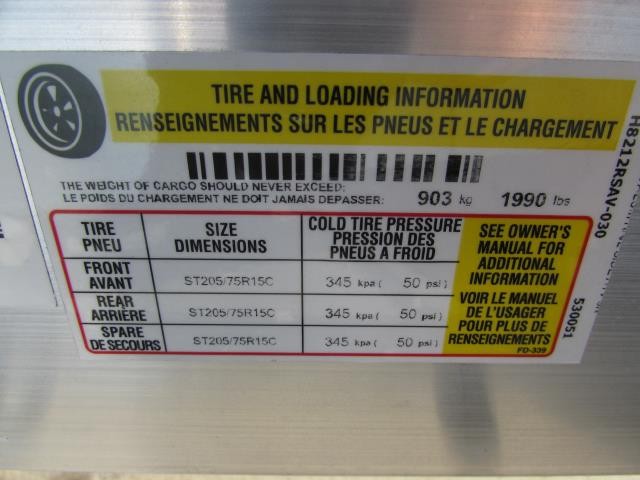 TIRE AND LOADING INFORMATION
RENSEIGNEMENTS SUR LES PNEUS ET LE CHARGEMENT
THE WEIGHT OF CARGO SHOULD NEVER EXCEED:
LE POIDS DU CHARGEMENT NE DOIT JAMAIS DEPASSER: 903 kg 1990 lbs
TIRE
PNEU
SIZE
DIMENSIONS
COLD TIRE PRESSURE
PRESSION DES
PNEUS A FROID
FRONT
AVANT
ST205/75R15C
345 kpa ( 50 psi )
REAR
ARRIÈRE
ST205/75R15C
345 kpa ( 50 psi )
SPARE
DE SECOURS
ST205/75R15C
345 kpa ( 50 psi )
SEE OWNER'S
MANUAL FOR
ADDITIONAL
INFORMATION
VOIR LE MANUEL
DE L'USAGER
POUR PLUS DE
RENSEIGNEMENTS
FD-339
H8212RSAV-030
530051